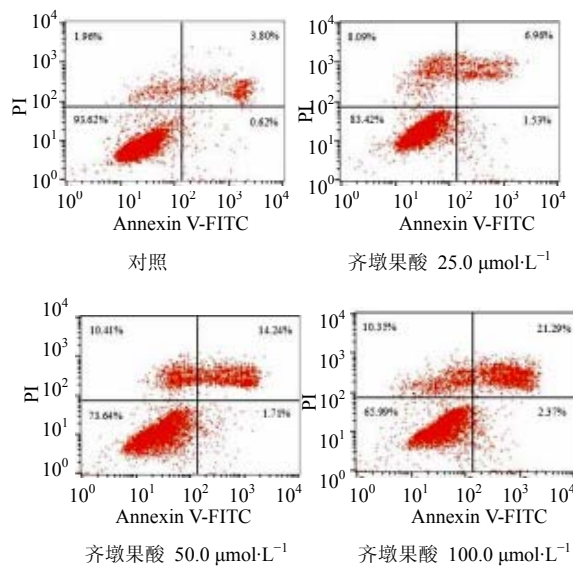 10⁴ 10⁴
1.96% 3.80% 8.09% 6.98%
10³ 10³
PI PI
10² 10²
93.62% 0.62% 83.42% 1.53%
10¹ 10¹
10⁰ 10⁰
10⁰ 10¹ 10² 10³ 10⁴ 10⁰ 10¹ 10² 10³ 10⁴
Annexin V-FITC Annexin V-FITC
对照 齐墩果酸 25.0 μmol·L⁻¹
10⁴ 10⁴
10.41% 14.24% 10.35% 21.29%
10³ 10³
PI PI
10² 10²
73.64% 1.71% 65.99% 2.37%
10¹ 10¹
10⁰ 10⁰
10⁰ 10¹ 10² 10³ 10⁴ 10⁰ 10¹ 10² 10³ 10⁴
Annexin V-FITC Annexin V-FITC
齐墩果酸 50.0 μmol·L⁻¹ 齐墩果酸 100.0 μmol·L⁻¹